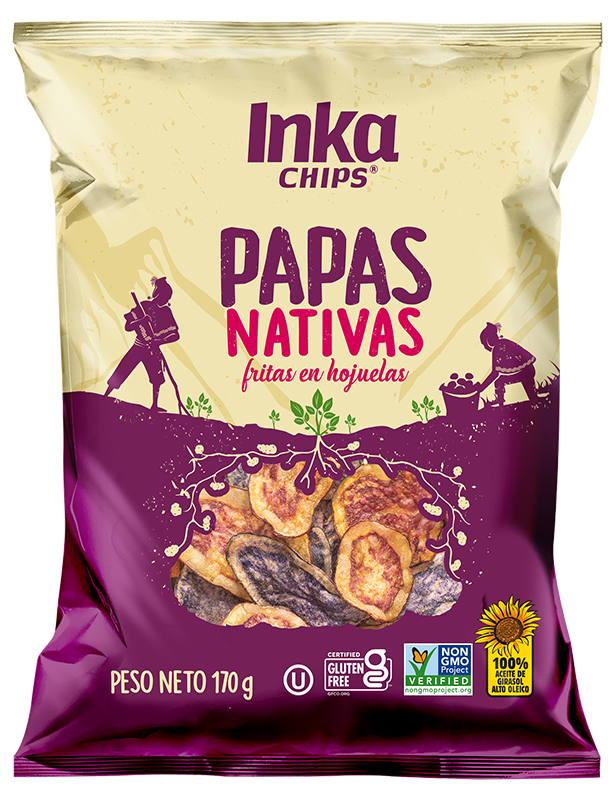 Inka
CHIPS®
PAPAS
NATIVAS
fritas en hojuelas
PESO NETO 170 g
U
CERTIFIED
GLUTEN
FREE
GFCO.ORG
NON
GMO
Project
VERIFIED
nongmoproject.org
100%
ACEITE DE
GIRASOL
ALTO OLEICO